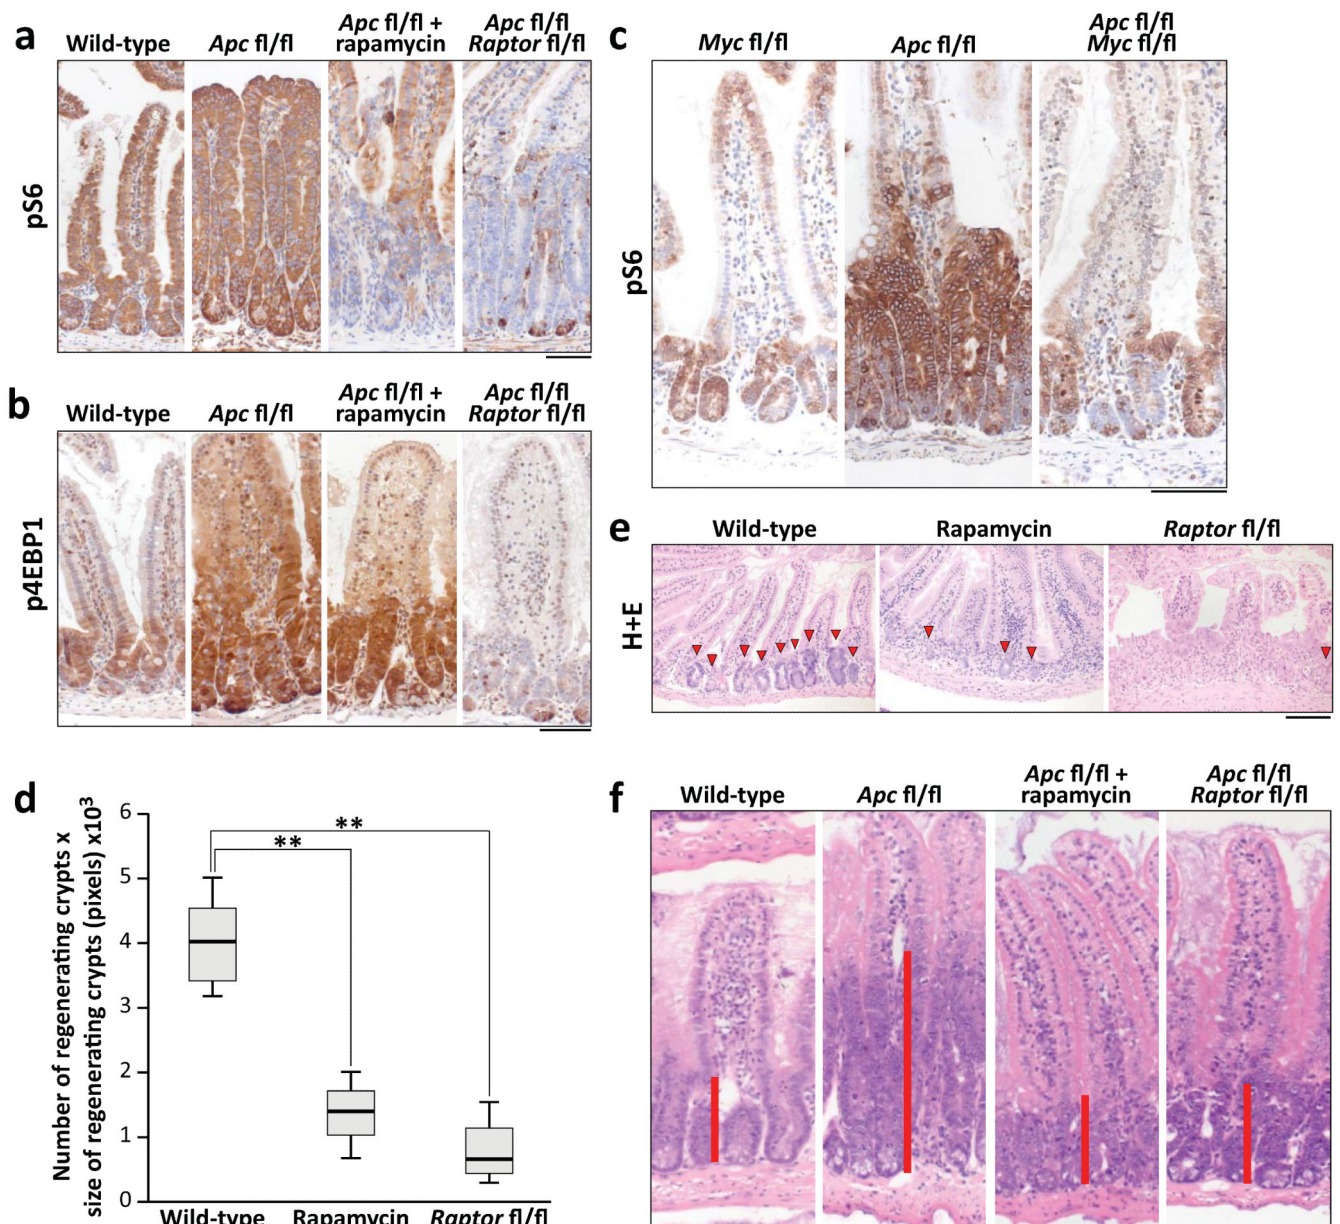 a
Wild-type
Apc fl/fl
Apc fl/fl +
rapamycin
Apc fl/fl
Raptor fl/fl
pS6
b
Wild-type
Apc fl/fl
Apc fl/fl +
rapamycin
Apc fl/fl
Raptor fl/fl
p4EBP1
c
Myc fl/fl
Apc fl/fl
Apc fl/fl
Myc fl/fl
pS6
e
Wild-type
Rapamycin
Raptor fl/fl
H+E
d
Number of regenerating crypts x
size of regenerating crypts (pixels) x10³
6
5
4
3
2
1
0
**
**
Wild-type
Rapamycin
Raptor fl/fl
f
Wild-type
Apc fl/fl
Apc fl/fl +
rapamycin
Apc fl/fl
Raptor fl/fl